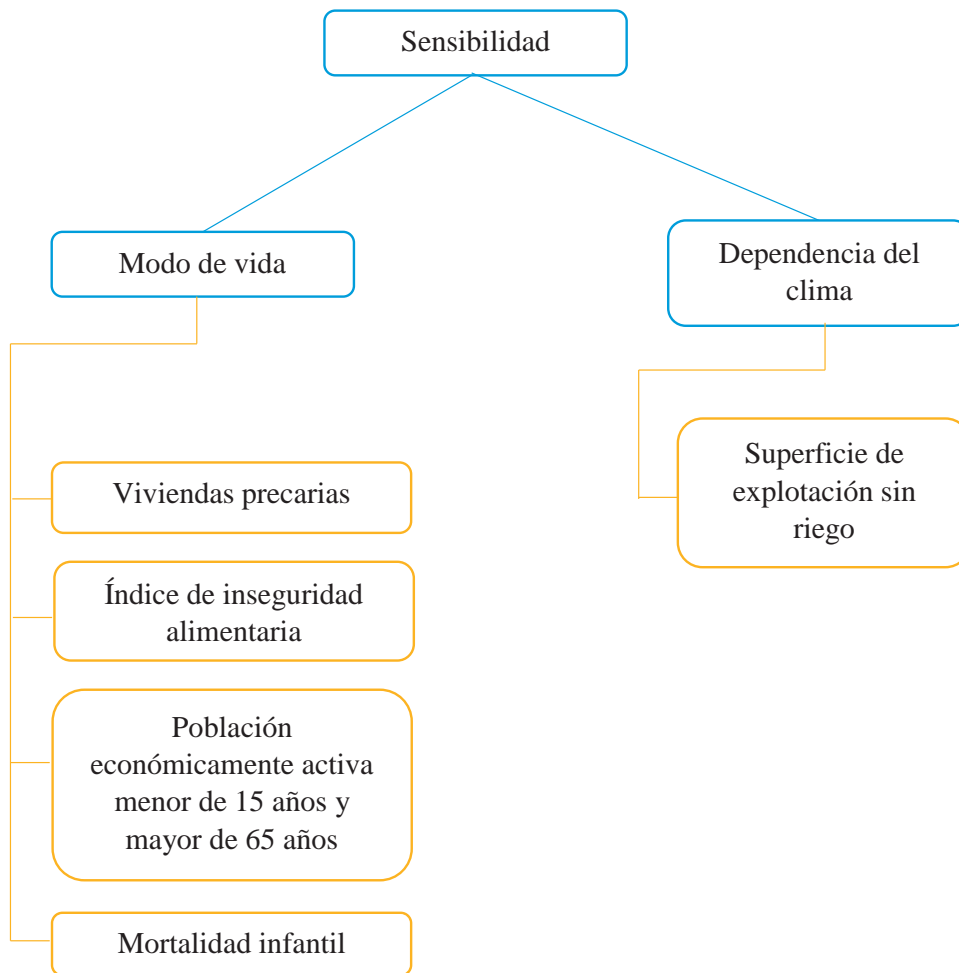 Sensibilidad
Modo de vida
Dependencia del
clima
Superficie de
explotación sin
riego
Viviendas precarias
Índice de inseguridad
alimentaria
Población
económicamente activa
menor de 15 años y
mayor de 65 años
Mortalidad infantil